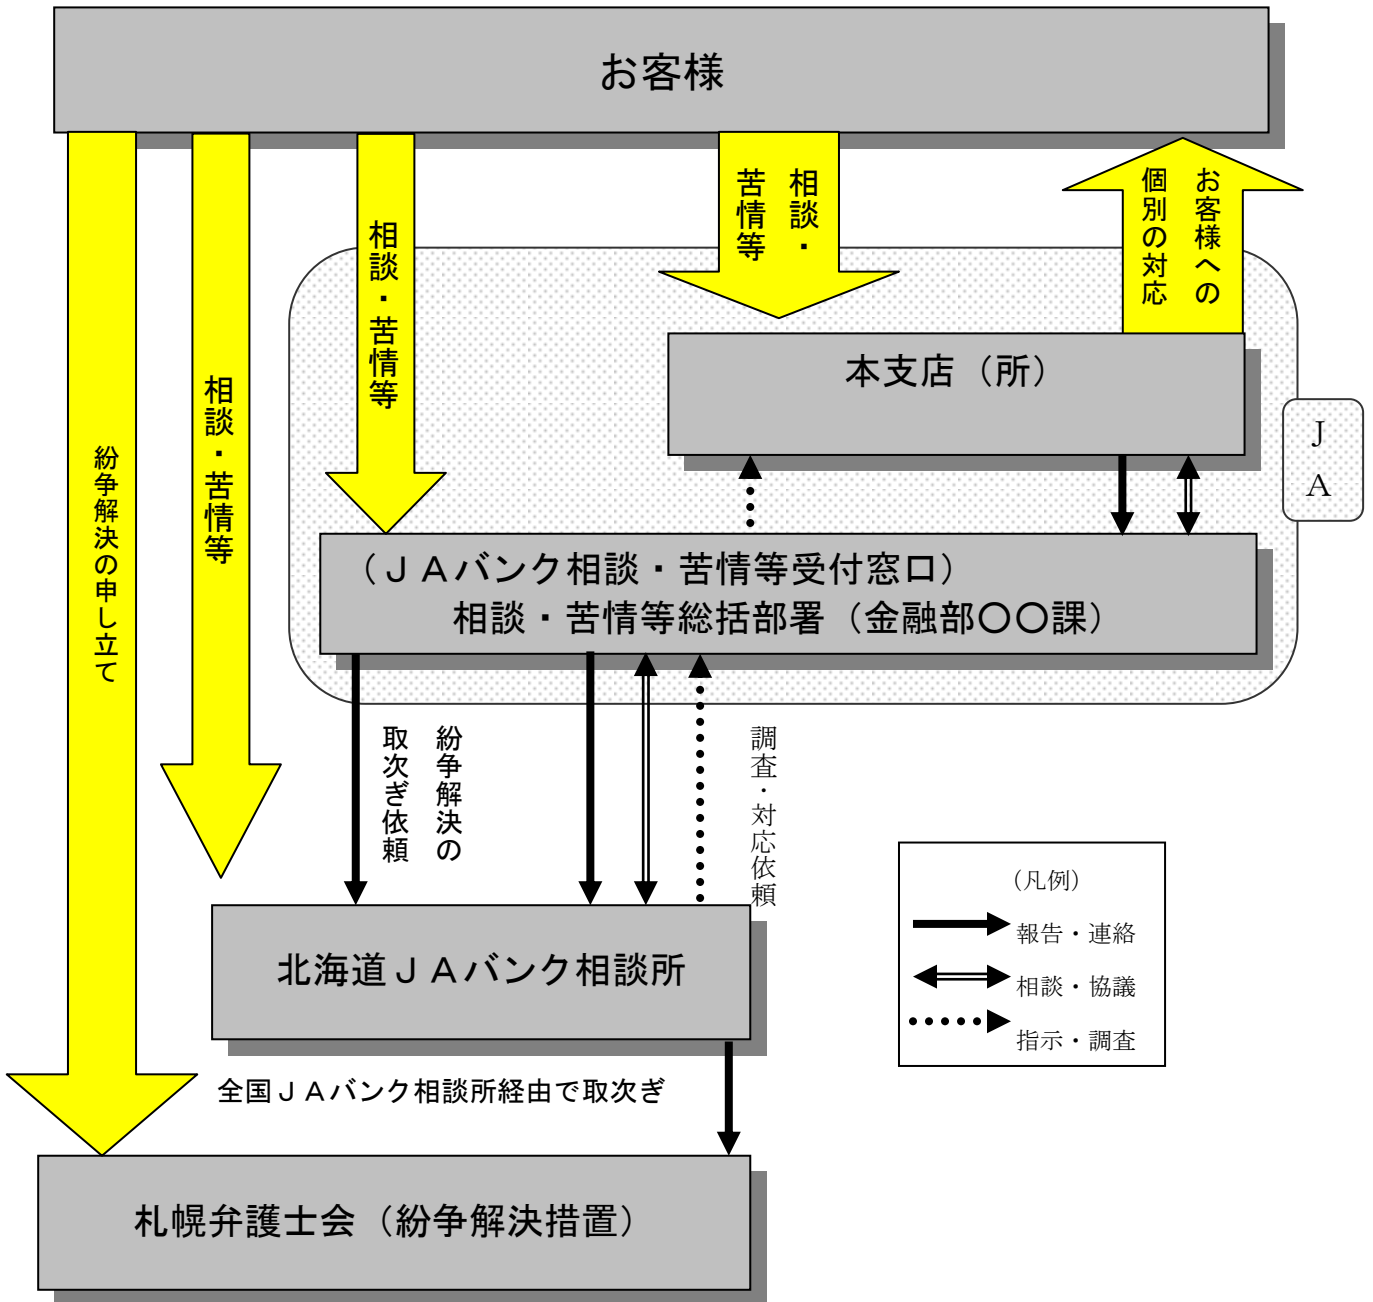 お客様
相談・
苦情等
お客様への
個別の対応
相談・苦情等
相談・苦情等
紛争解決の申し立て
本支店（所）
ＪＡ
（ＪＡバンク相談・苦情等受付窓口）
相談・苦情等総括部署（金融部〇〇課）
紛争解決の
取次ぎ依頼
調査・対応依頼
（凡例）
報告・連絡
相談・協議
指示・調査
北海道ＪＡバンク相談所
全国ＪＡバンク相談所経由で取次ぎ
札幌弁護士会（紛争解決措置）